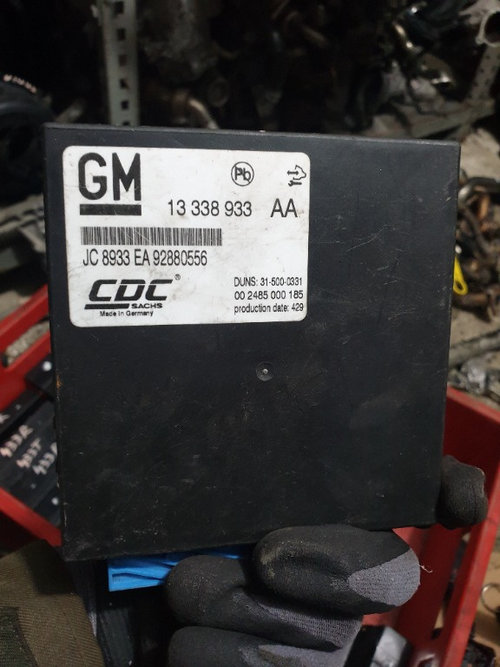 GM
Pb
13 338 933 AA
JC 8933 EA 92880556
CDC®
SACHS
Made in Germany
DUNS: 31-500-0331
00 2485 000 185
production date: 429